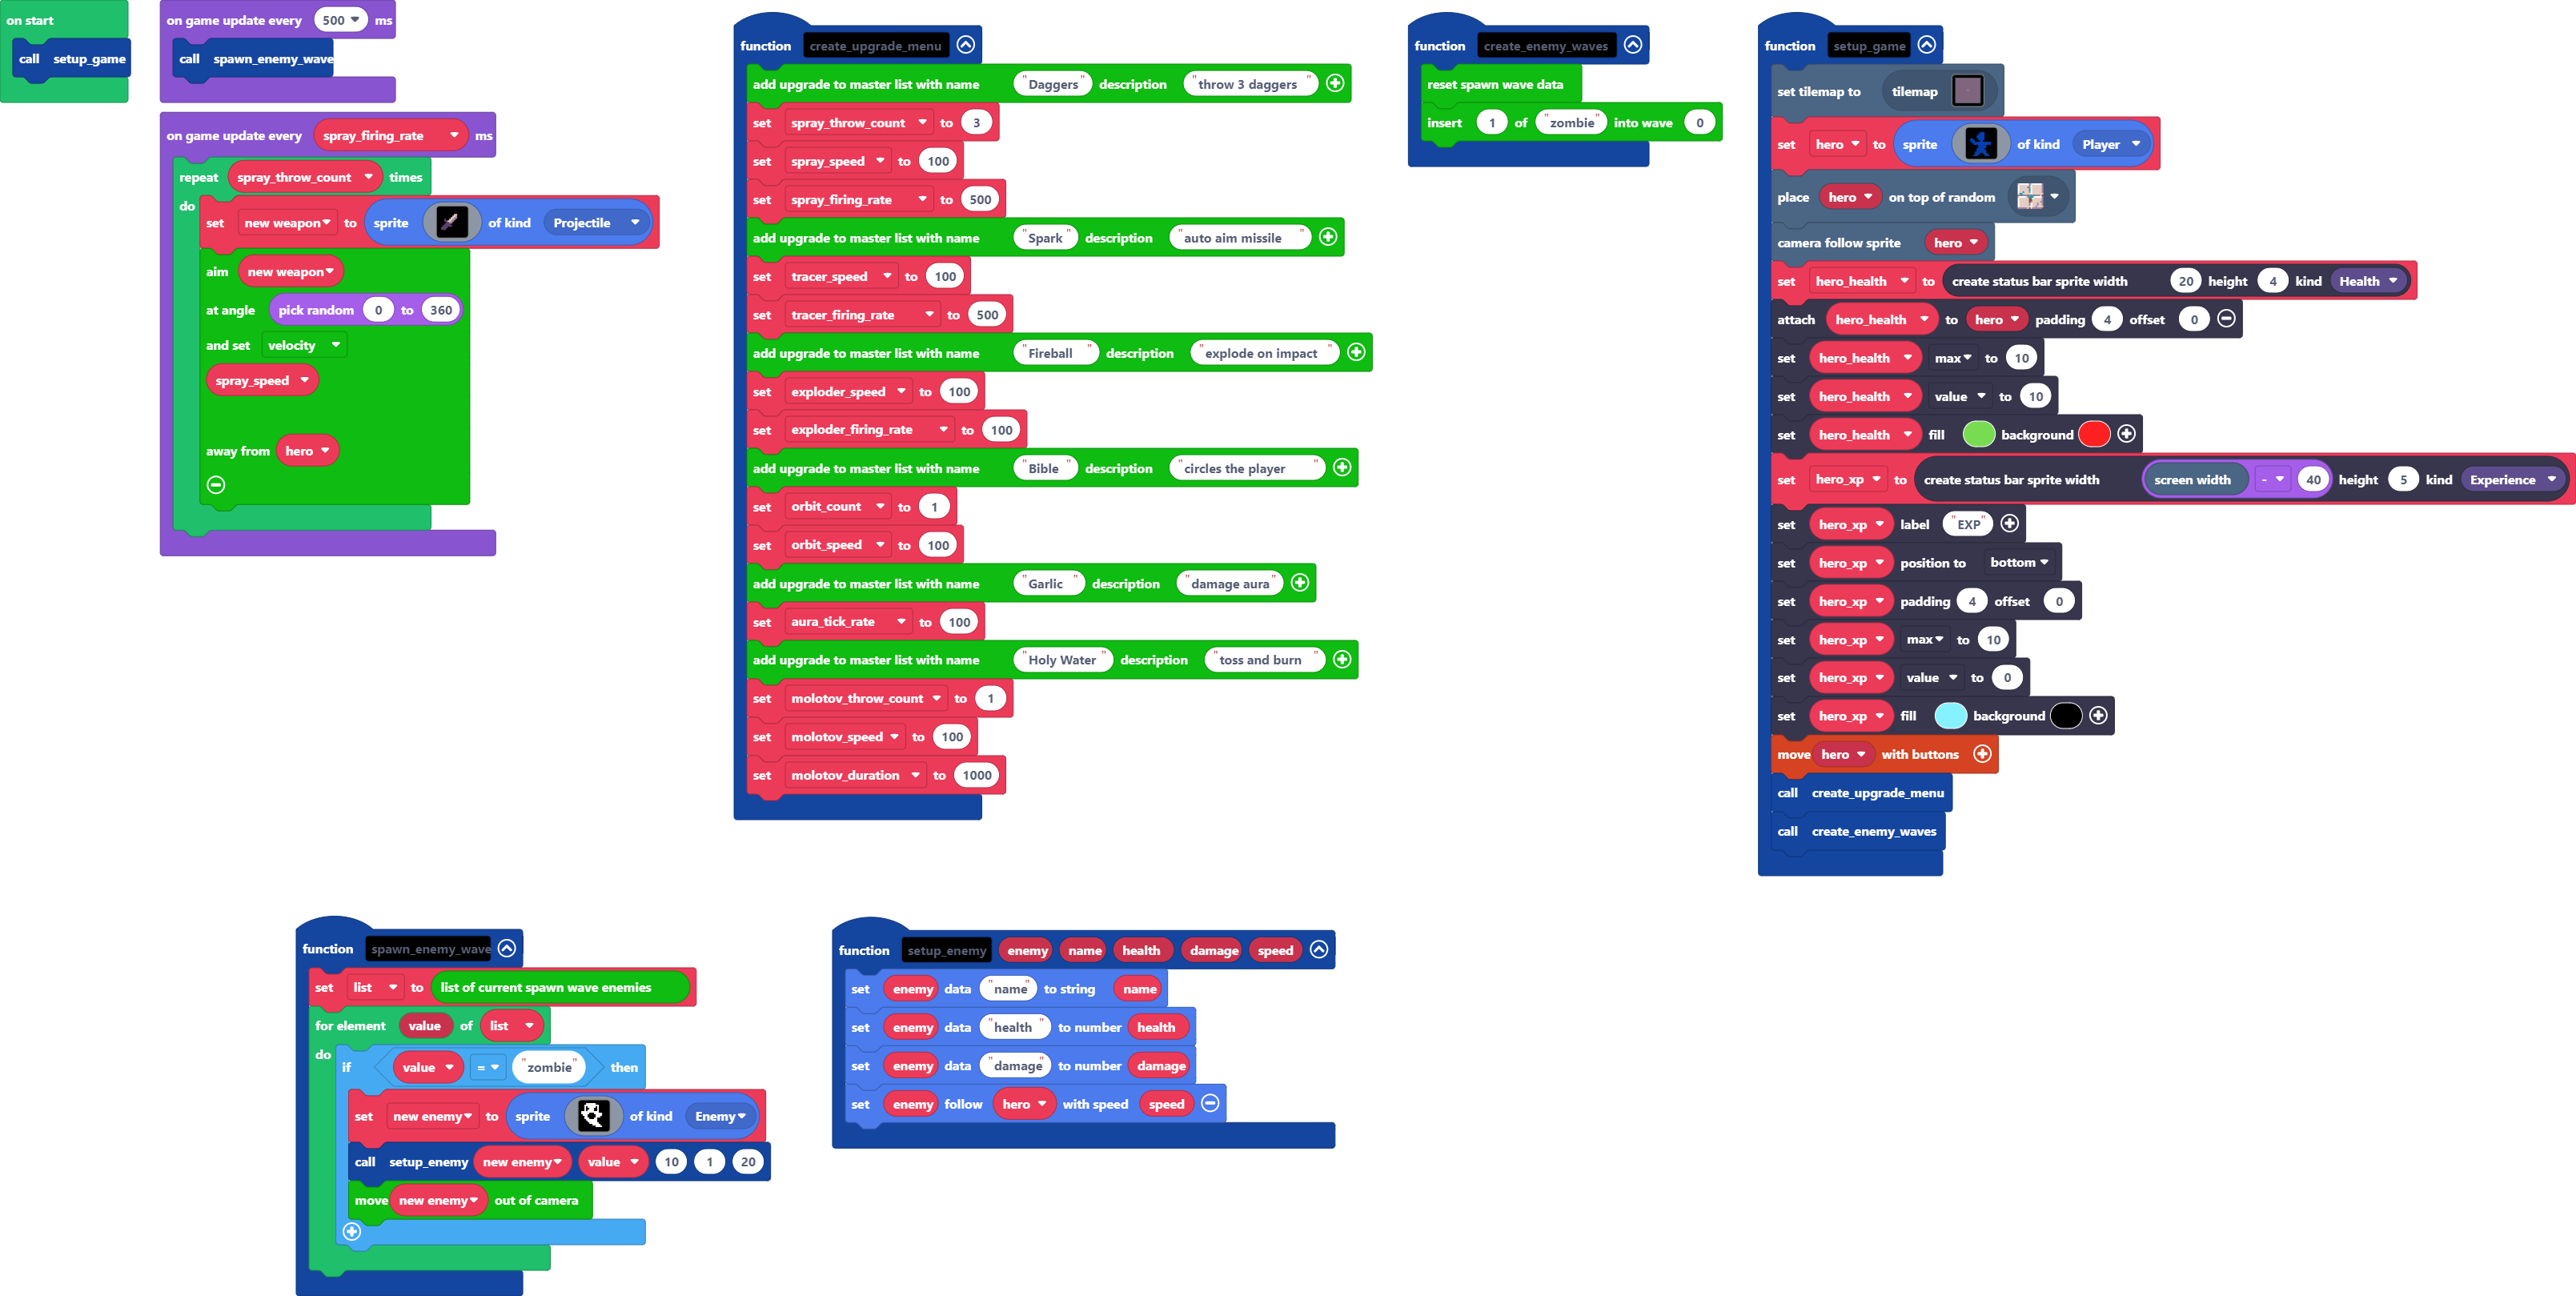 on start
call setup_game
on game update every 500 ms
call spawn_enemy_wave
on game update every spray_firing_rate ms
repeat spray_throw_count times
do
set new weapon to sprite of kind Projectile
aim new weapon
at angle pick random 0 to 360
and set velocity
spray_speed
away from hero
function create_upgrade_menu
add upgrade to master list with name "Daggers" description "throw 3 daggers"
set spray_throw_count to 3
set spray_speed to 100
set spray_firing_rate to 500
add upgrade to master list with name "Spark" description "auto aim missile"
set tracer_speed to 100
set tracer_firing_rate to 500
add upgrade to master list with name "Fireball" description "explode on impact"
set exploder_speed to 100
set exploder_firing_rate to 100
add upgrade to master list with name "Bible" description "circles the player"
set orbit_count to 1
set orbit_speed to 100
add upgrade to master list with name "Garlic" description "damage aura"
set aura_tick_rate to 100
add upgrade to master list with name "Holy Water" description "toss and burn"
set molotov_throw_count to 1
set molotov_speed to 100
set molotov_duration to 1000
function create_enemy_waves
reset spawn wave data
insert 1 of "zombie" into wave 0
function setup_game
set tilemap to tilemap
set hero to sprite of kind Player
place hero on top of random
camera follow sprite hero
set hero_health to create status bar sprite width 20 height 4 kind Health
attach hero_health to hero padding 4 offset 0
set hero_health max to 10
set hero_health value to 10
set hero_health fill background
set hero_xp to create status bar sprite width screen width - 40 height 5 kind Experience
set hero_xp label "EXP"
set hero_xp position to bottom
set hero_xp padding 4 offset 0
set hero_xp max to 10
set hero_xp value to 0
set hero_xp fill background
move hero with buttons
call create_upgrade_menu
call create_enemy_waves
function spawn_enemy_wave
set list to list of current spawn wave enemies
for element value of list
do
if value = "zombie" then
set new enemy to sprite of kind Enemy
call setup_enemy new enemy value 10 1 20
move new enemy out of camera
function setup_enemy enemy name health damage speed
set enemy data "name" to string name
set enemy data "health" to number health
set enemy data "damage" to number damage
set enemy follow hero with speed speed